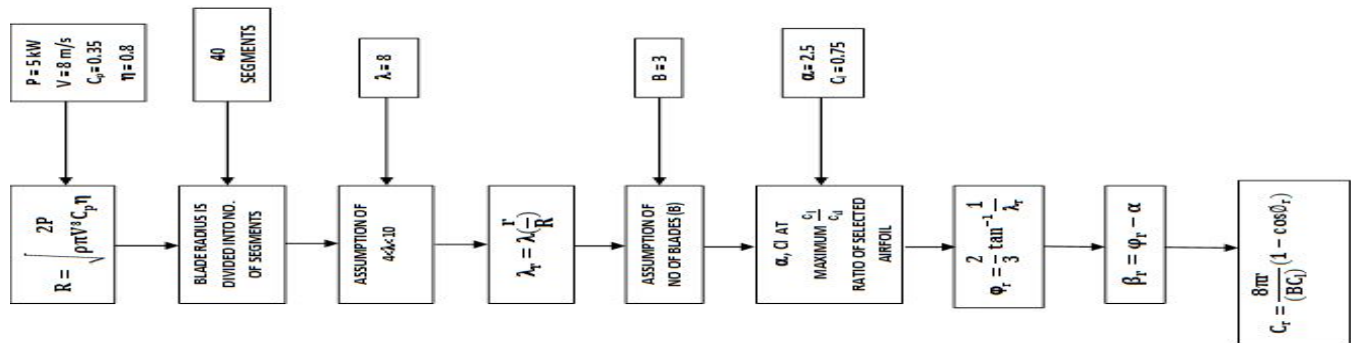 P = 5 kW
V = 8 m/s
Cₚ = 0.35
η = 0.8
R = √(2P / ρπV³Cₚη)
40
SEGMENTS
BLADE RADIUS IS
DIVIDED INTO NO.
OF SEGMENTS
λ = 8
ASSUMPTION OF
4<λ<10
λᵣ = λ(r/R)
B = 3
ASSUMPTION OF
NO OF BLADES (B)
α = 2.5
Cₗ = 0.75
α, Cl AT
MAXIMUM cₗ/c_d
RATIO OF SELECTED
AIRFOIL
φᵣ = 2/3 tan⁻¹ 1/λᵣ
βᵣ = φᵣ − α
Cᵣ = 8πr/(BCₗ) (1 − cosØᵣ)